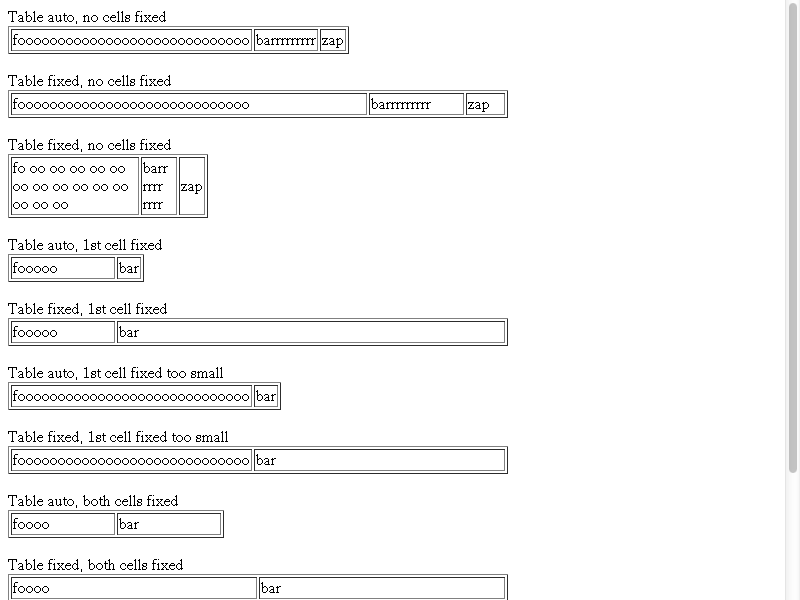 Table auto, no cells fixed
fooooooooooooooooooooooooooooo barrrrrrrrr zap
Table fixed, no cells fixed
fooooooooooooooooooooooooooooo barrrrrrrrr zap
Table fixed, no cells fixed
fo oo oo oo oo oo barr
oo oo oo oo oo oo rrrr zap
oo oo oo rrrr
Table auto, 1st cell fixed
fooooo bar
Table fixed, 1st cell fixed
fooooo bar
Table auto, 1st cell fixed too small
fooooooooooooooooooooooooooooo bar
Table fixed, 1st cell fixed too small
fooooooooooooooooooooooooooooo bar
Table auto, both cells fixed
foooo bar
Table fixed, both cells fixed
foooo bar